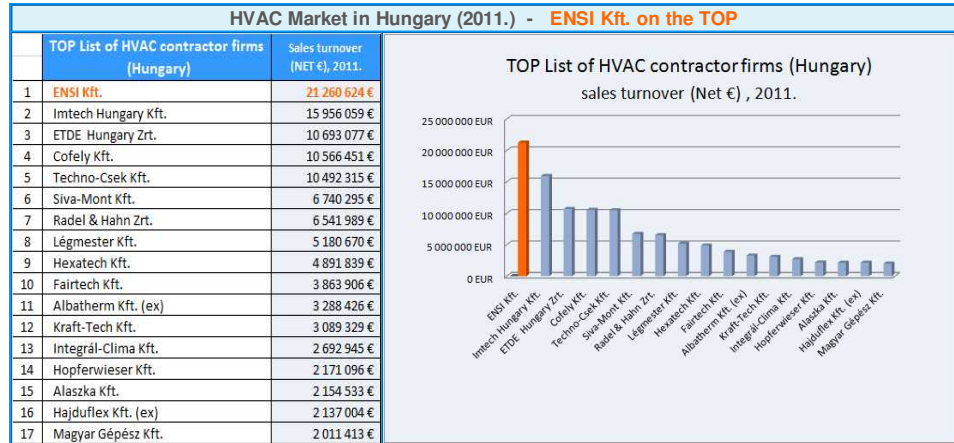 HVAC Market in Hungary (2011.) - ENSI Kft. on the TOP
TOP List of HVAC contractor firms (Hungary) Sales turnover (NET €), 2011.
1 ENSI Kft. 21 260 624 €
2 Imtech Hungary Kft. 15 956 059 €
3 ETDE Hungary Zrt. 10 693 077 €
4 Cofely Kft. 10 566 451 €
5 Techno-Csek Kft. 10 492 315 €
6 Siva-Mont Kft. 6 740 295 €
7 Radel & Hahn Zrt. 6 541 989 €
8 Légmester Kft. 5 180 670 €
9 Hexatech Kft. 4 891 839 €
10 Fairtech Kft. 3 863 906 €
11 Albatherm Kft. (ex) 3 288 426 €
12 Kraft-Tech Kft. 3 089 329 €
13 Integrál-Clima Kft. 2 692 945 €
14 Hopferwieser Kft. 2 171 096 €
15 Alaszka Kft. 2 154 533 €
16 Hajduflex Kft. (ex) 2 137 004 €
17 Magyar Gépész Kft. 2 011 413 €
TOP List of HVAC contractor firms (Hungary)
sales turnover (Net €) , 2011.
25 000 000 EUR
20 000 000 EUR
15 000 000 EUR
10 000 000 EUR
5 000 000 EUR
0 EUR
ENSI Kft.
Imtech Hungary Kft.
ETDE Hungary Zrt.
Cofely Kft.
Techno-Csek Kft.
Siva-Mont Kft.
Radel & Hahn Zrt.
Légmester Kft.
Hexatech Kft.
Fairtech Kft.
Albatherm Kft. (ex)
Kraft-Tech Kft.
Integrál-Clima Kft.
Hopferwieser Kft.
Alaszka Kft.
Hajduflex Kft. (ex)
Magyar Gépész Kft.